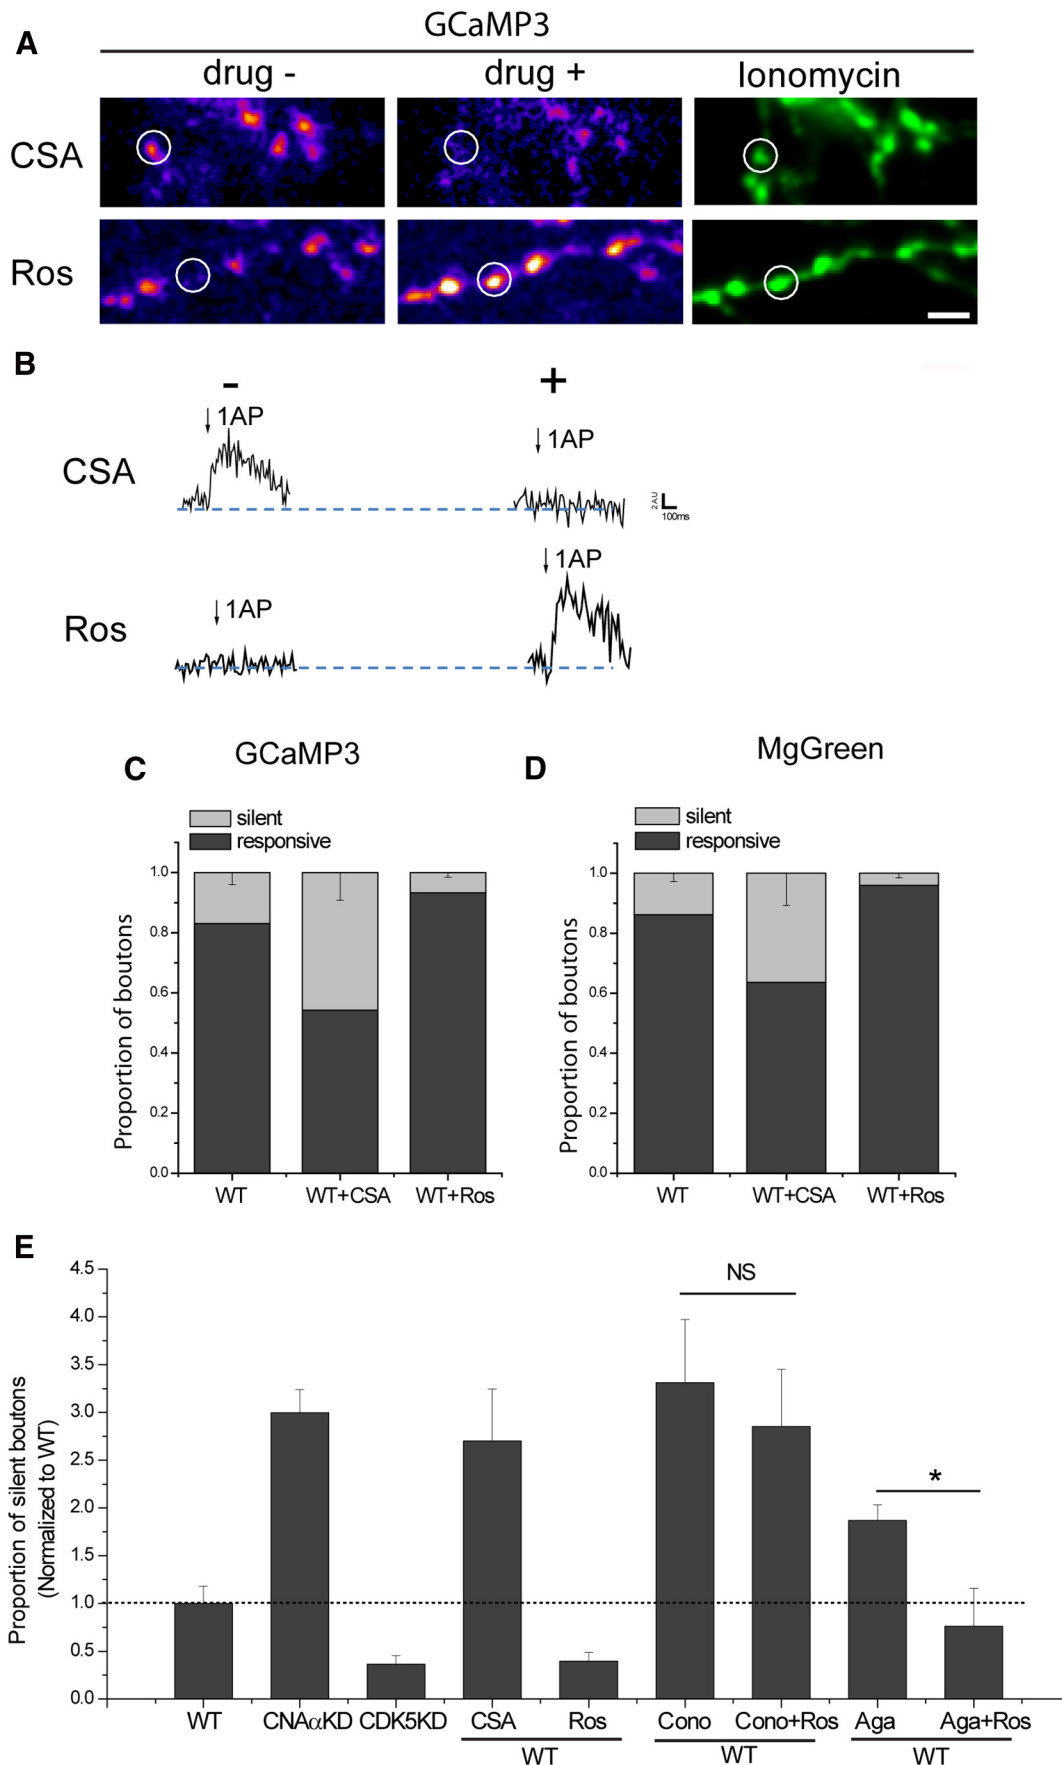 A
GCaMP3
drug -
drug +
Ionomycin
CSA
Ros
B
-
+
CSA
1AP
1AP
2A.U
100ms
Ros
1AP
1AP
C
GCaMP3
silent
responsive
Proportion of boutons
1.0
0.8
0.6
0.4
0.2
0.0
WT
WT+CSA
WT+Ros
D
MgGreen
silent
responsive
Proportion of boutons
1.0
0.8
0.6
0.4
0.2
0.0
WT
WT+CSA
WT+Ros
E
Proportion of silent boutons
(Normalized to WT)
4.5
4.0
3.5
3.0
2.5
2.0
1.5
1.0
0.5
0.0
NS
*
WT
CNAαKD
CDK5KD
CSA
Ros
Cono
Cono+Ros
Aga
Aga+Ros
WT
WT
WT